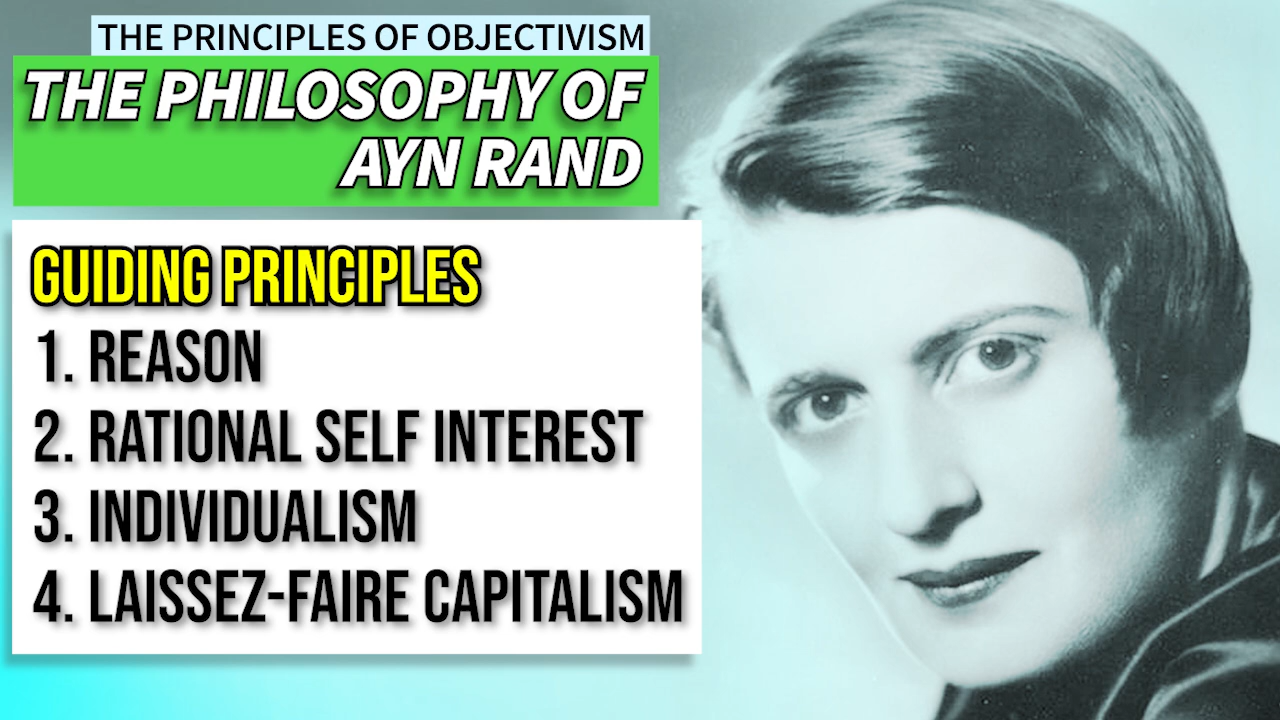 THE PRINCIPLES OF OBJECTIVISM
THE PHILOSOPHY OF
AYN RAND
GUIDING PRINCIPLES
1. REASON
2. RATIONAL SELF INTEREST
3. INDIVIDUALISM
4. LAISSEZ-FAIRE CAPITALISM